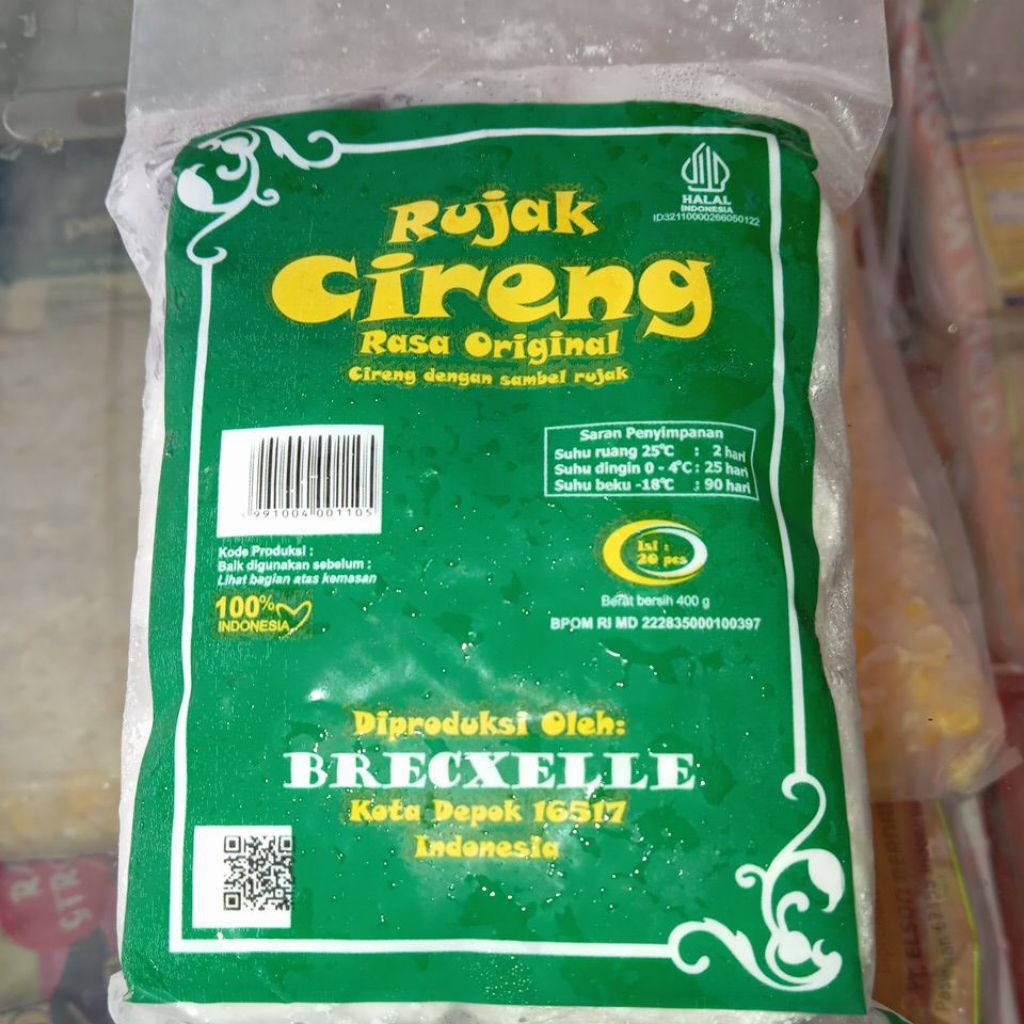 HALAL
INDONESIA
ID32110000266050122
Rujak
Cireng
Rasa Original
Cireng dengan sambel rujak
Saran Penyimpanan
Suhu ruang 25°C : 2 hari
Suhu dingin 0 - 4°C : 25 hari
Suhu beku -18°C : 90 hari
991004 001105
Kode Produksi :
Baik digunakan sebelum :
Lihat bagian atas kemasan
100%
INDONESIA
Isi :
20 pcs
Berat bersih 400 g
BPOM RI MD 222835000100397
Diproduksi Oleh:
BRECXELLE
Kota Depok 16517
Indonesia